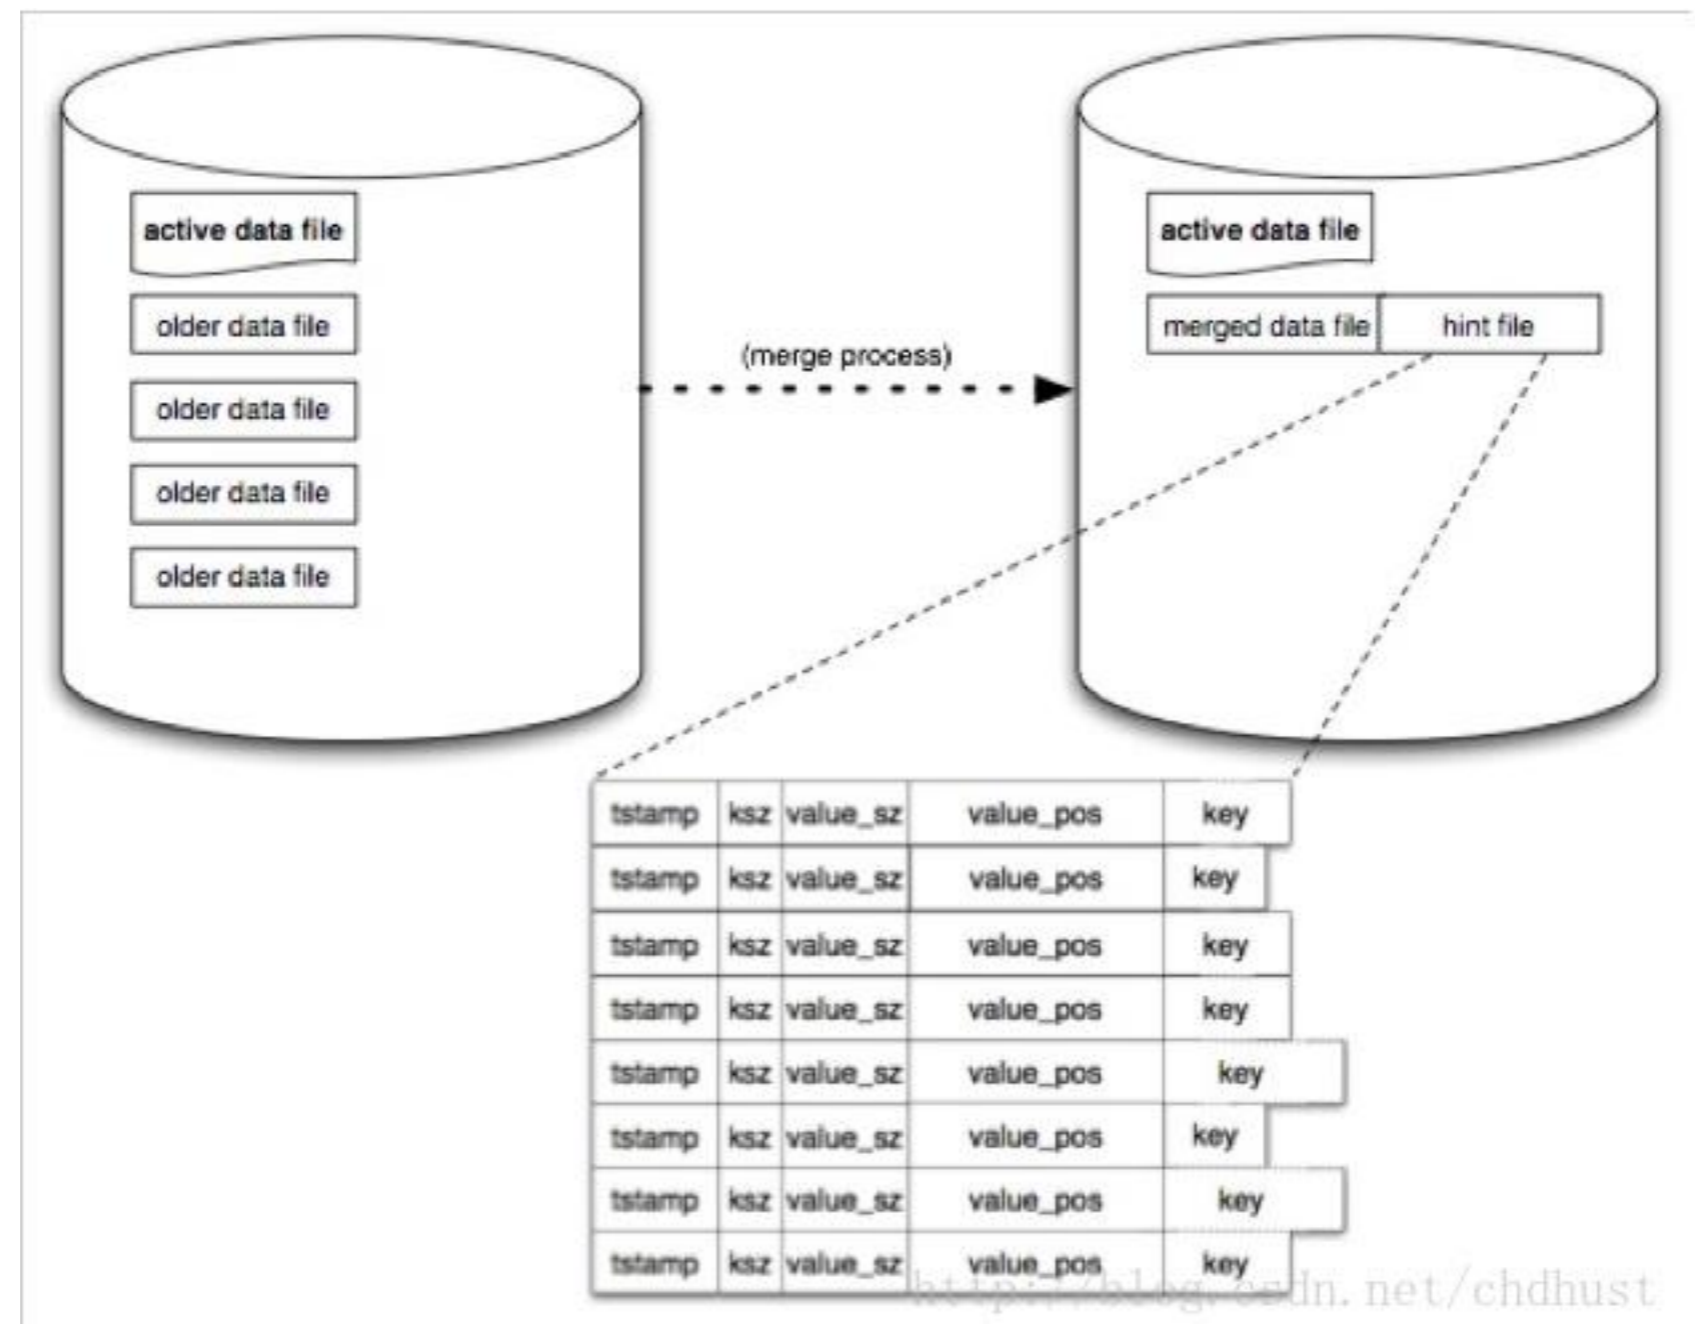 active data file
older data file
older data file
older data file
older data file
(merge process)
active data file
merged data file hint file
tstamp ksz value_sz value_pos key
tstamp ksz value_sz value_pos key
tstamp ksz value_sz value_pos key
tstamp ksz value_sz value_pos key
tstamp ksz value_sz value_pos key
tstamp ksz value_sz value_pos key
tstamp ksz value_sz value_pos key
tstamp ksz value_sz value_pos key
http://blog.csdn.net/chdhust